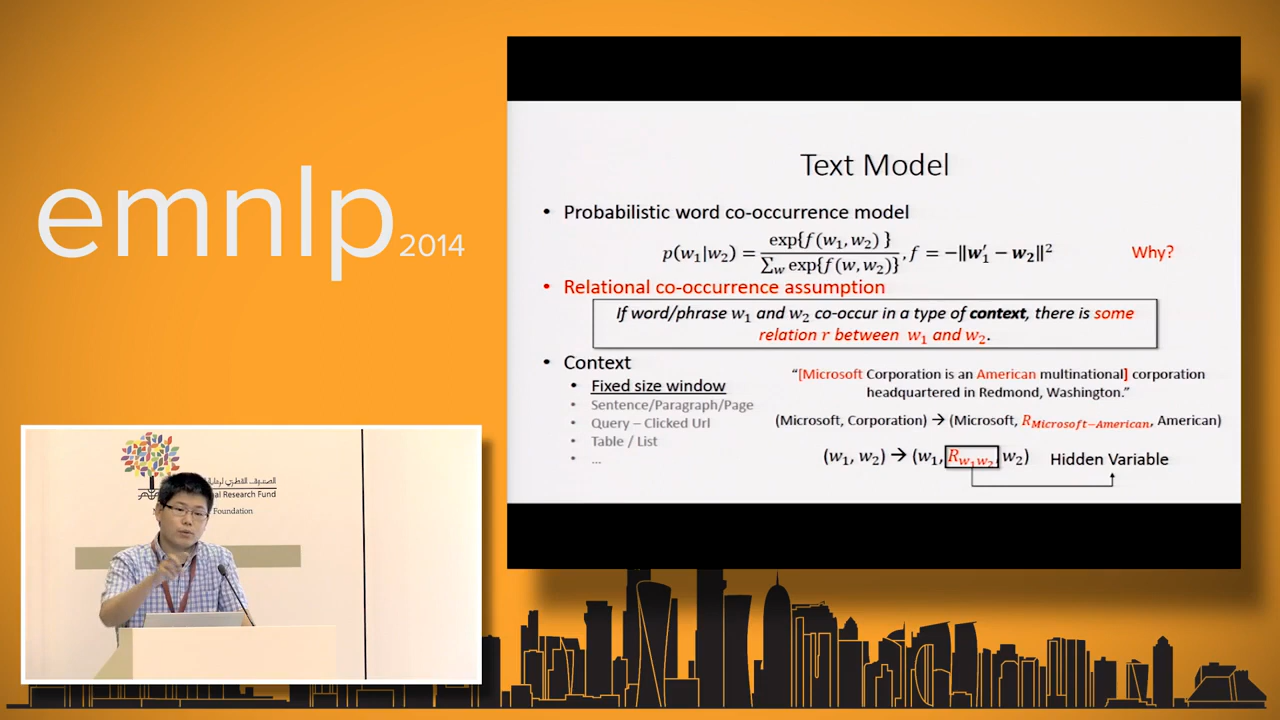 emnlp 2014
Text Model
• Probabilistic word co-occurrence model
p(w₁|w₂) = exp{f(w₁, w₂) } / ∑_w exp{f(w, w₂)} , f = −‖w′₁ − w₂‖² Why?
• Relational co-occurrence assumption
If word/phrase w₁ and w₂ co-occur in a type of context, there is some
relation r between w₁ and w₂.
• Context
• Fixed size window
• Sentence/Paragraph/Page
• Query – Clicked Url
• Table / List
• ...
“[Microsoft Corporation is an American multinational] corporation
headquartered in Redmond, Washington.”
(Microsoft, Corporation) → (Microsoft, R_Microsoft−American, American)
(w₁, w₂) → (w₁, R_w₁w₂, w₂) Hidden Variable
الصندوق القطري لرعاية
nal Research Fund
Foundation